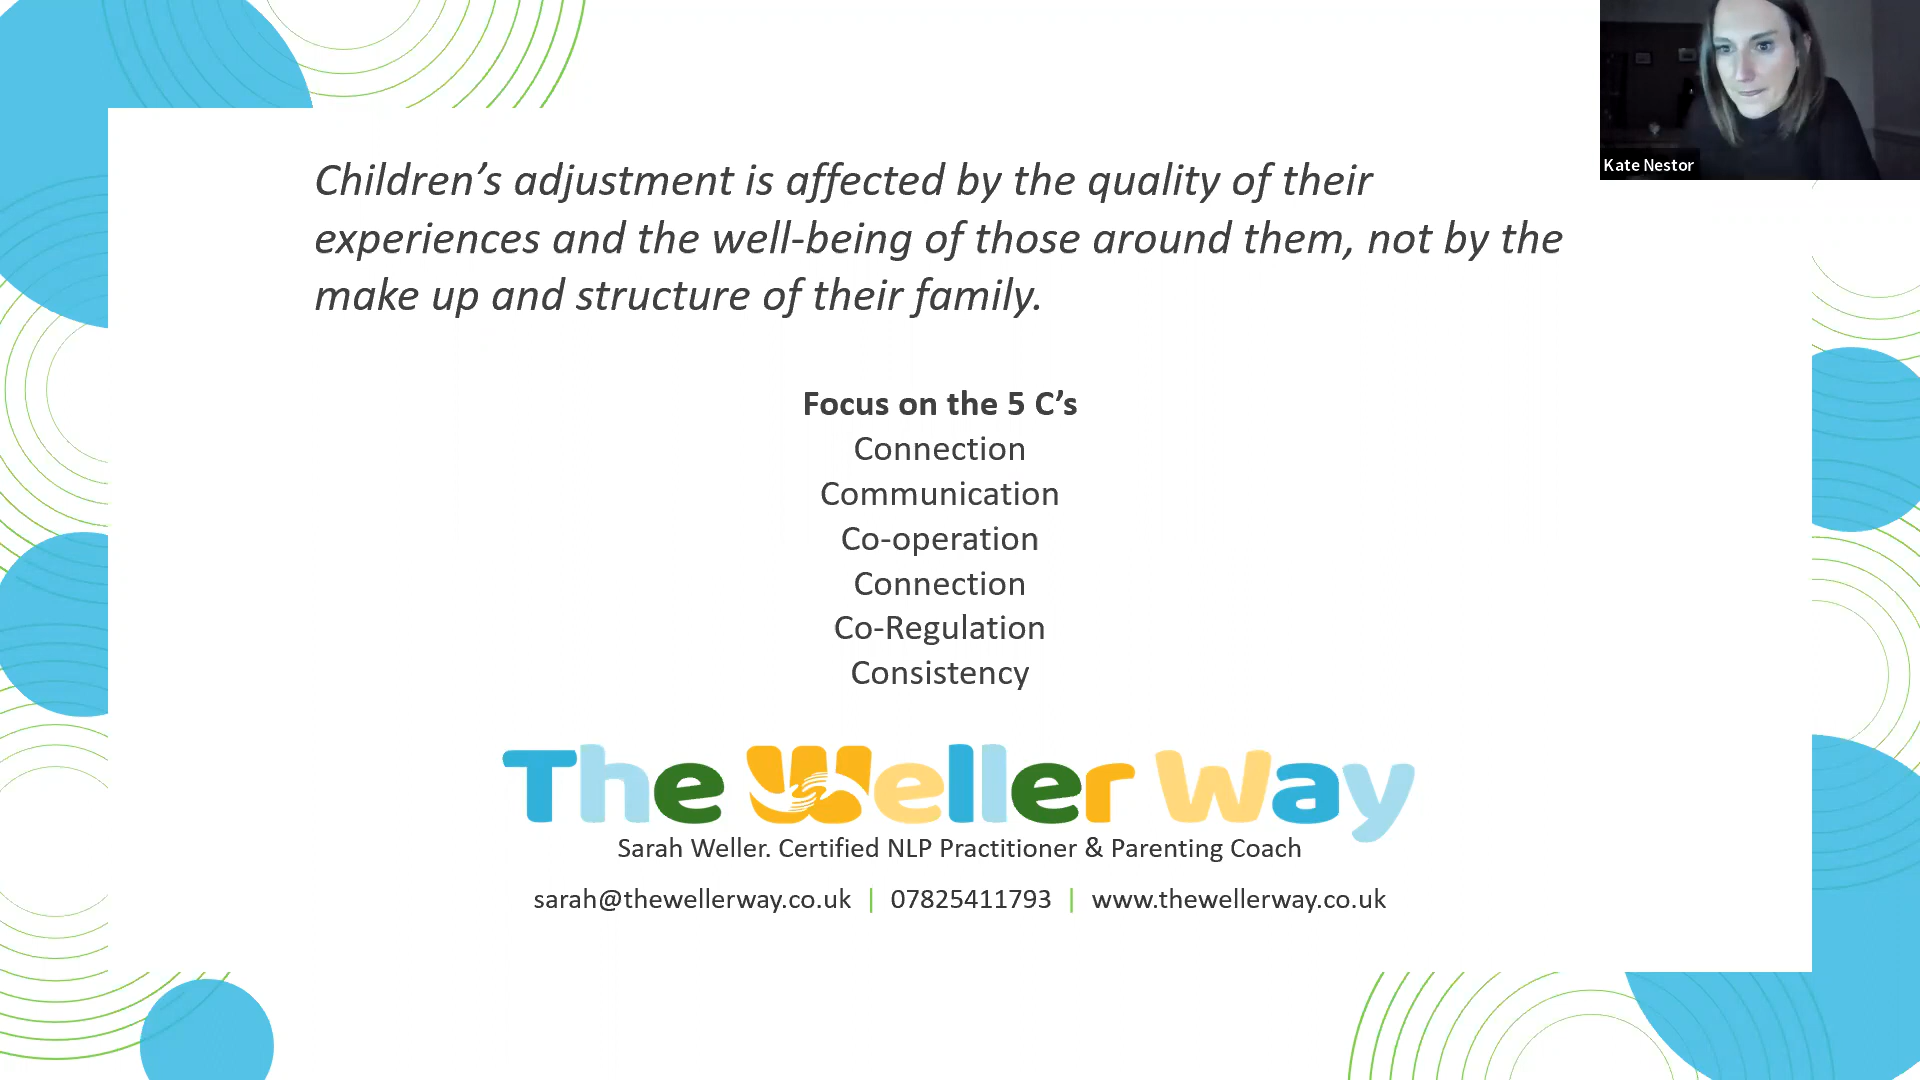 Kate Nestor
Children’s adjustment is affected by the quality of their
experiences and the well-being of those around them, not by the
make up and structure of their family.
Focus on the 5 C’s
Connection
Communication
Co-operation
Connection
Co-Regulation
Consistency
The Weller Way
Sarah Weller. Certified NLP Practitioner & Parenting Coach
sarah@thewellerway.co.uk | 07825411793 | www.thewellerway.co.uk